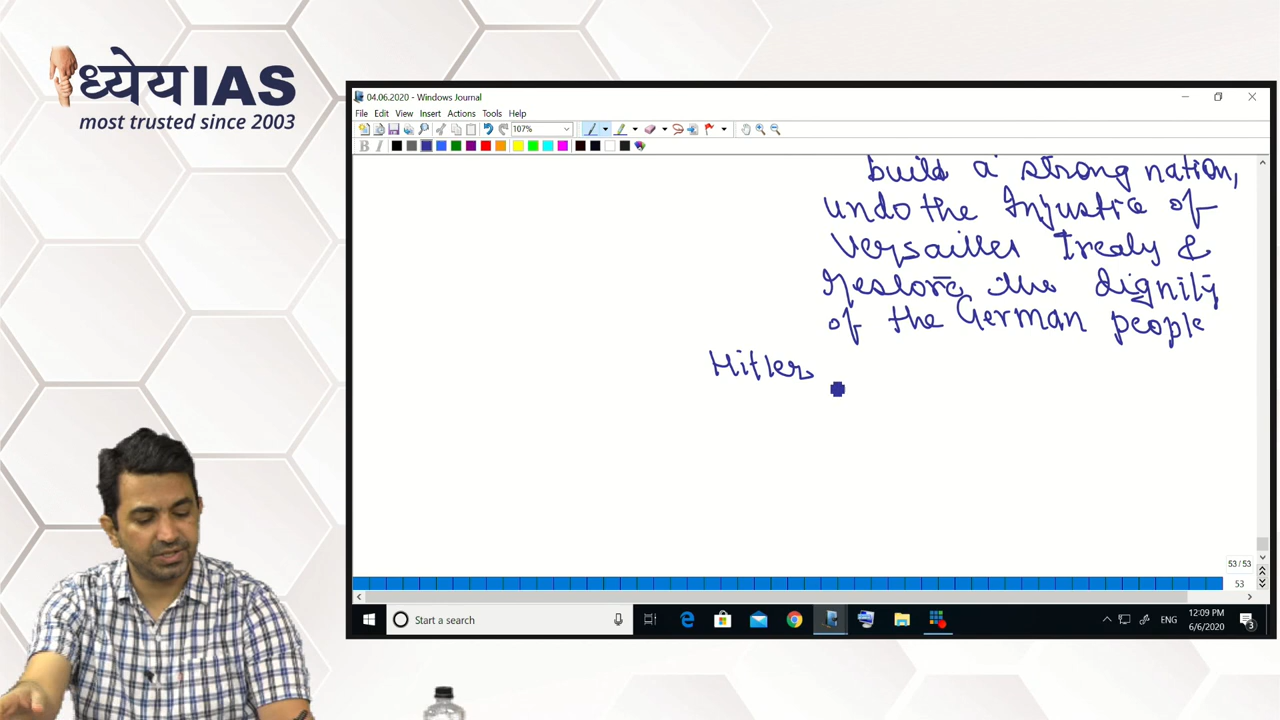 ध्येय IAS
most trusted since 2003
04.06.2020 - Windows Journal
File Edit View Insert Actions Tools Help
107%
B I
build a strong nation,
undo the Injustice of
Versailles Treaty &
restore the dignity
of the German people
Hitler
53 / 53
53
Start a search
ENG
12:09 PM
6/6/2020
3